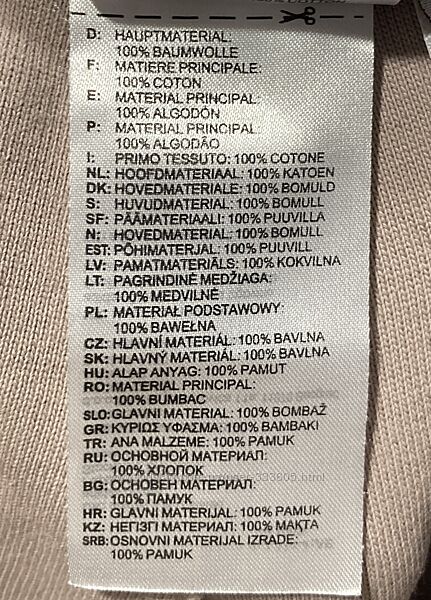 D: HAUPTMATERIAL:
100% BAUMWOLLE
F: MATIERE PRINCIPALE:
100% COTON
E: MATERIAL PRINCIPAL:
100% ALGODÓN
P: MATERIAL PRINCIPAL:
100% ALGODÃO
I: PRIMO TESSUTO: 100% COTONE
NL: HOOFDMATERIAAL: 100% KATOEN
DK: HOVEDMATERIALE: 100% BOMULD
S: HUVUDMATERIAL: 100% BOMULL
SF: PÄÄMATERIAALI: 100% PUUVILLA
N: HOVEDMATERIAL: 100% BOMULL
EST: PÕHIMATERJAL: 100% PUUVILL
LV: PAMATMATERIĀLS: 100% KOKVILNA
LT: PAGRINDINĖ MEDŽIAGA:
100% MEDVILNĖ
PL: MATERIAŁ PODSTAWOWY:
100% BAWEŁNA
CZ: HLAVNÍ MATERIÁL: 100% BAVLNA
SK: HLAVNÝ MATERIÁL: 100% BAVLNA
HU: ALAP ANYAG: 100% PAMUT
RO: MATERIAL PRINCIPAL:
100% BUMBAC
SLO: GLAVNI MATERIAL: 100% BOMBAŽ
GR: ΚΥΡΙΩΣ ΥΦΑΣΜΑ: 100% ΒΑΜΒΑΚΙ
TR: ANA MALZEME: 100% PAMUK
RU: ОСНОВНОЙ МАТЕРИАЛ:
100% ХЛОПОК
BG: ОСНОВЕН МАТЕРИАЛ:
100% ПАМУК
HR: GLAVNI MATERIJAL: 100% PAMUK
KZ: НЕГІЗГІ МАТЕРИАЛ: 100% МАҚТА
SRB: OSNOVNI MATERIJAL IZRADE:
100% PAMUK